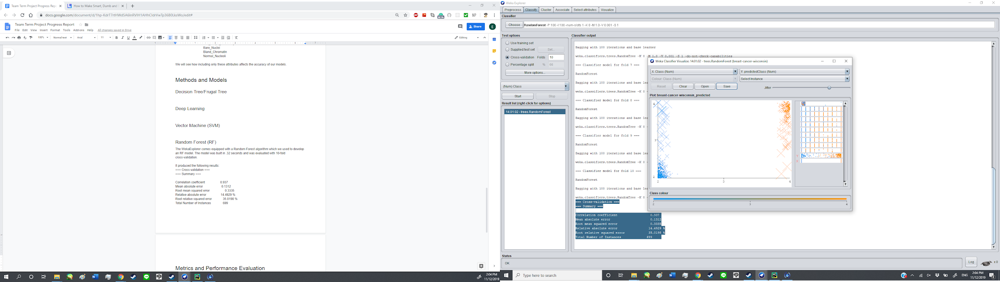 Team Term Project Progress Rep
How to Make Smart, Dumb and
docs.google.com/document/d/1hp-KdrT7rtHWd5A6lnRVIH1AHhCIdrVwTp36B0LksWo/edit#
ABP
BETA
NP
Team Term Project Progress Report
File Edit View Insert Format Tools Add-ons Help All changes saved in Drive
Share
E
100% Normal text Arial 11 B I U A Editing
Bare_Nuclei
Bland_Chromatin
Normal_Nucleoli
We will see how including only these attributes affects the accuracy of our models.
Methods and Models
Decision Tree/Frugal Tree
Deep Learning
Vector Machine (SVM)
Random Forest (RF)
The WekaExplorer comes equipped with a Random Forest algorithm which we used to develop
an RF model. The model was built in .32 seconds and was evaluated with 10-fold
cross-validation.
It produced the following results:
=== Cross-validation ===
=== Summary ===
Correlation coefficient 0.937
Mean absolute error 0.1312
Root mean squared error 0.3335
Relative absolute error 14.4929 %
Root relative squared error 35.0198 %
Total Number of Instances 699
Metrics and Performance Evaluation
2:04 PM
11/12/2019
Weka Explorer
Preprocess Classify Cluster Associate Select attributes Visualize
Classifier
Choose RandomForest -P 100 -I 100 -num-slots 1 -K 0 -M 1.0 -V 0.001 -S 1
Test options
Use training set
Supplied test set Set...
Cross-validation Folds 10
Percentage split % 66
More options...
(Num) Class
Start Stop
Result list (right-click for options)
14:01:02 - trees.RandomForest
Classifier output
Bagging with 100 iterations and base learner
weka.classifiers.trees.RandomTree -K 0 -M 1.0 -V 0.001 -S 1 -do-not-check-capabilities
=== Classifier model for fold 7 ===
RandomForest
Bagging with 100 iterations and base lea
weka.classifiers.trees.RandomTree -K 0 -
=== Classifier model for fold 8 ===
RandomForest
Bagging with 100 iterations and base lea
weka.classifiers.trees.RandomTree -K 0 -
=== Classifier model for fold 9 ===
RandomForest
Bagging with 100 iterations and base lea
weka.classifiers.trees.RandomTree -K 0 -
=== Classifier model for fold 10 ===
RandomForest
Bagging with 100 iterations and base lea
weka.classifiers.trees.RandomTree -K 0 -
=== Cross-validation ===
=== Summary ===
Correlation coefficient 0.937
Mean absolute error 0.1312
Root mean squared error 0.3335
Relative absolute error 14.4929 %
Root relative squared error 35.0198 %
Total Number of Instances 699
Weka Classifier Visualize: 14:01:02 - trees.RandomForest (breast-cancer-wisconsin)
X: Class (Num) Y: predictedClass (Num)
Colour: Class (Num) Select Instance
Reset Clear Open Save Jitter
Plot: breast-cancer-wisconsin_predicted
4
3
2
2 3 4
Y
X
Class colour
2 3 4
Status
OK
Log x 0
Type here to search
ENG
2:04 PM
11/12/2019
2